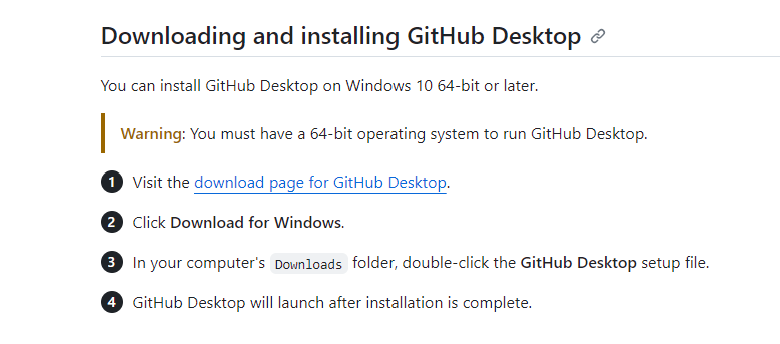 Downloading and installing GitHub Desktop
You can install GitHub Desktop on Windows 10 64-bit or later.
Warning: You must have a 64-bit operating system to run GitHub Desktop.
1 Visit the download page for GitHub Desktop.
2 Click Download for Windows.
3 In your computer's Downloads folder, double-click the GitHub Desktop setup file.
4 GitHub Desktop will launch after installation is complete.